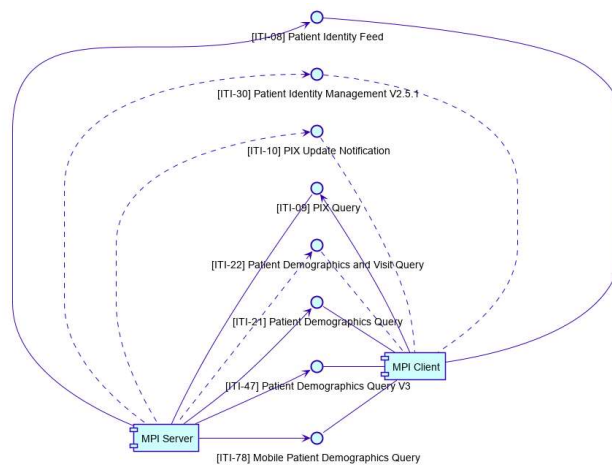 [ITI-08] Patient Identity Feed
[ITI-30] Patient Identity Management V2.5.1
[ITI-10] PIX Update Notification
[ITI-09] PIX Query
[ITI-22] Patient Demographics and Visit Query
[ITI-21] Patient Demographics Query
MPI Client
[ITI-47] Patient Demographics Query V3
MPI Server
[ITI-78] Mobile Patient Demographics Query